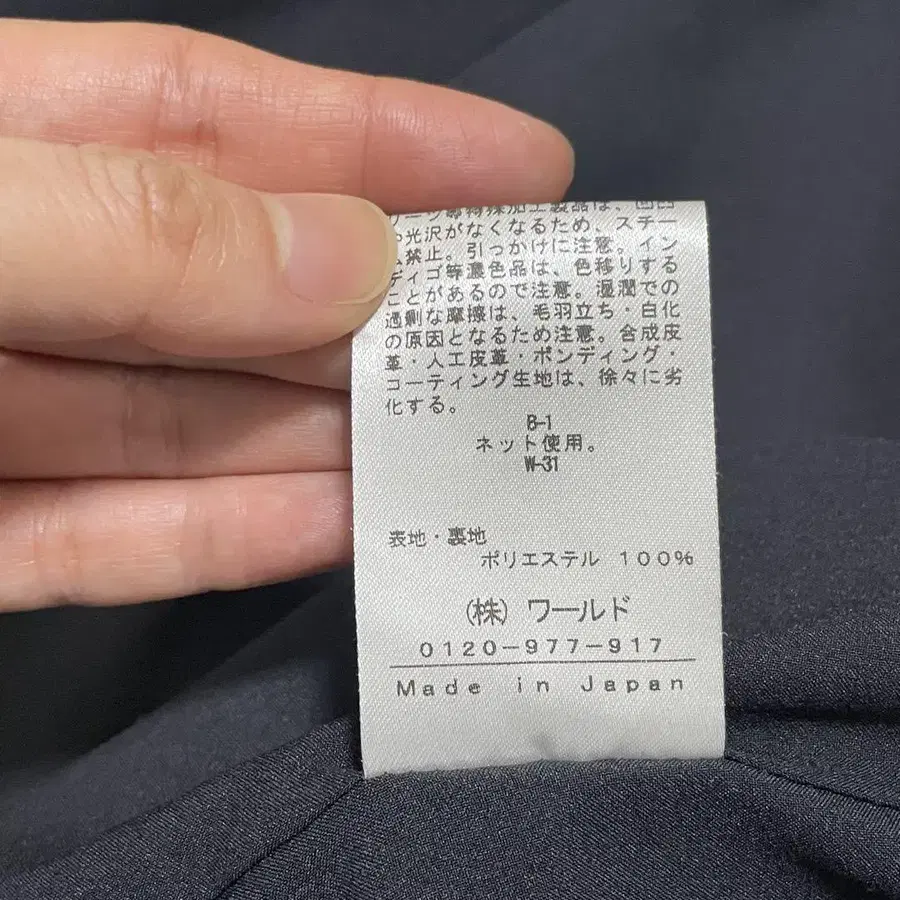 等特殊加工製品は、凹凸
や光沢がなくなるため、スチー
ム禁止。引っかけに注意。イン
ディゴ等濃色品は、色移りする
ことがあるので注意。湿潤での
過剰な摩擦は、毛羽立ち・白化
の原因となるため注意。合成皮
革・人工皮革・ボンディング・
コーティング生地は、徐々に劣
化する。
B-1
ネット使用。
W-31
表地・裏地
ポリエステル 100%
(株) ワールド
0120-977-917
Made in Japan